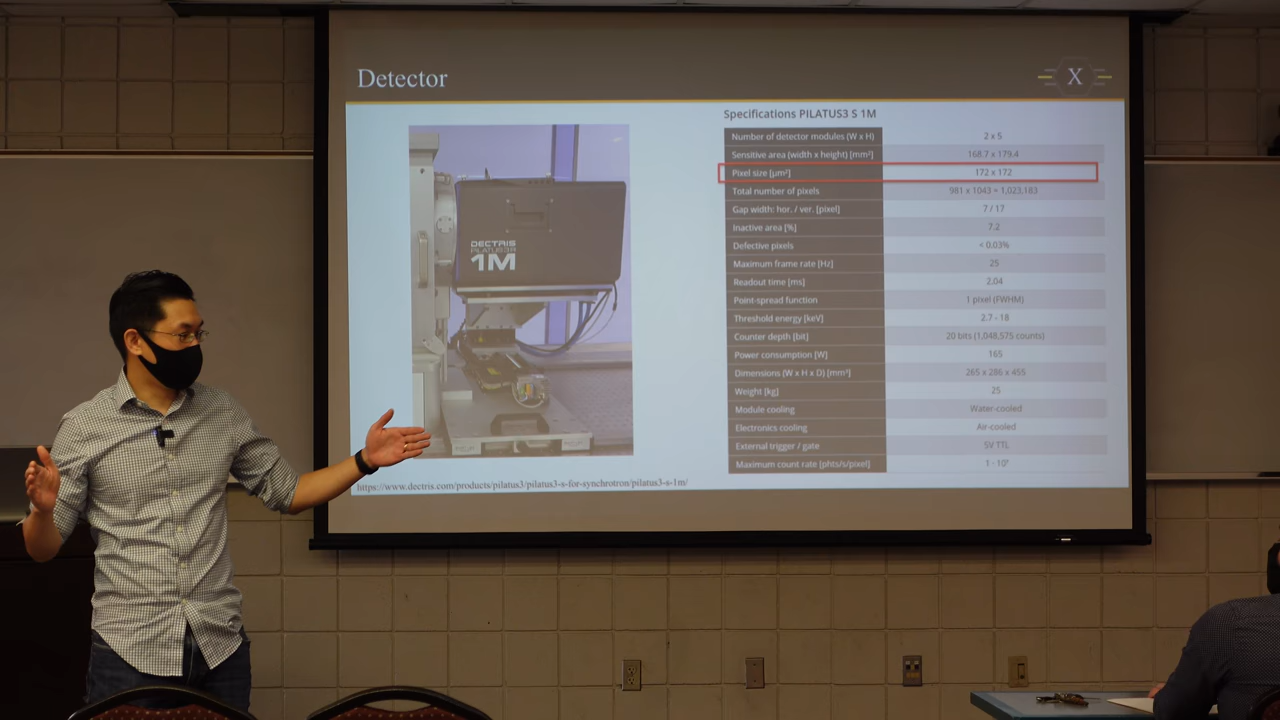 Detector
X
Specifications PILATUS3 S 1M
Number of detector modules (W x H) 2 x 5
Sensitive area (width x height) [mm²] 168.7 x 179.4
Pixel size [µm²] 172 x 172
Total number of pixels 981 x 1043 = 1,023,183
Gap width: hor. / ver. [pixel] 7 / 17
Inactive area [%] 7.2
Defective pixels < 0.03%
Maximum frame rate [Hz] 25
Readout time [ms] 2.04
Point-spread function 1 pixel (FWHM)
Threshold energy [keV] 2.7 - 18
Counter depth [bit] 20 bits (1,048,575 counts)
Power consumption [W] 165
Dimensions (W x H x D) [mm³] 265 x 286 x 455
Weight [kg] 25
Module cooling Water-cooled
Electronics cooling Air-cooled
External trigger / gate 5V TTL
Maximum count rate [phts/s/pixel]
DECTRIS
PILATUS3 R
1M
https://www.dectris.com/products/pilatus3/pilatus3-s-for-synchrotron/pilatus3-s-1m/